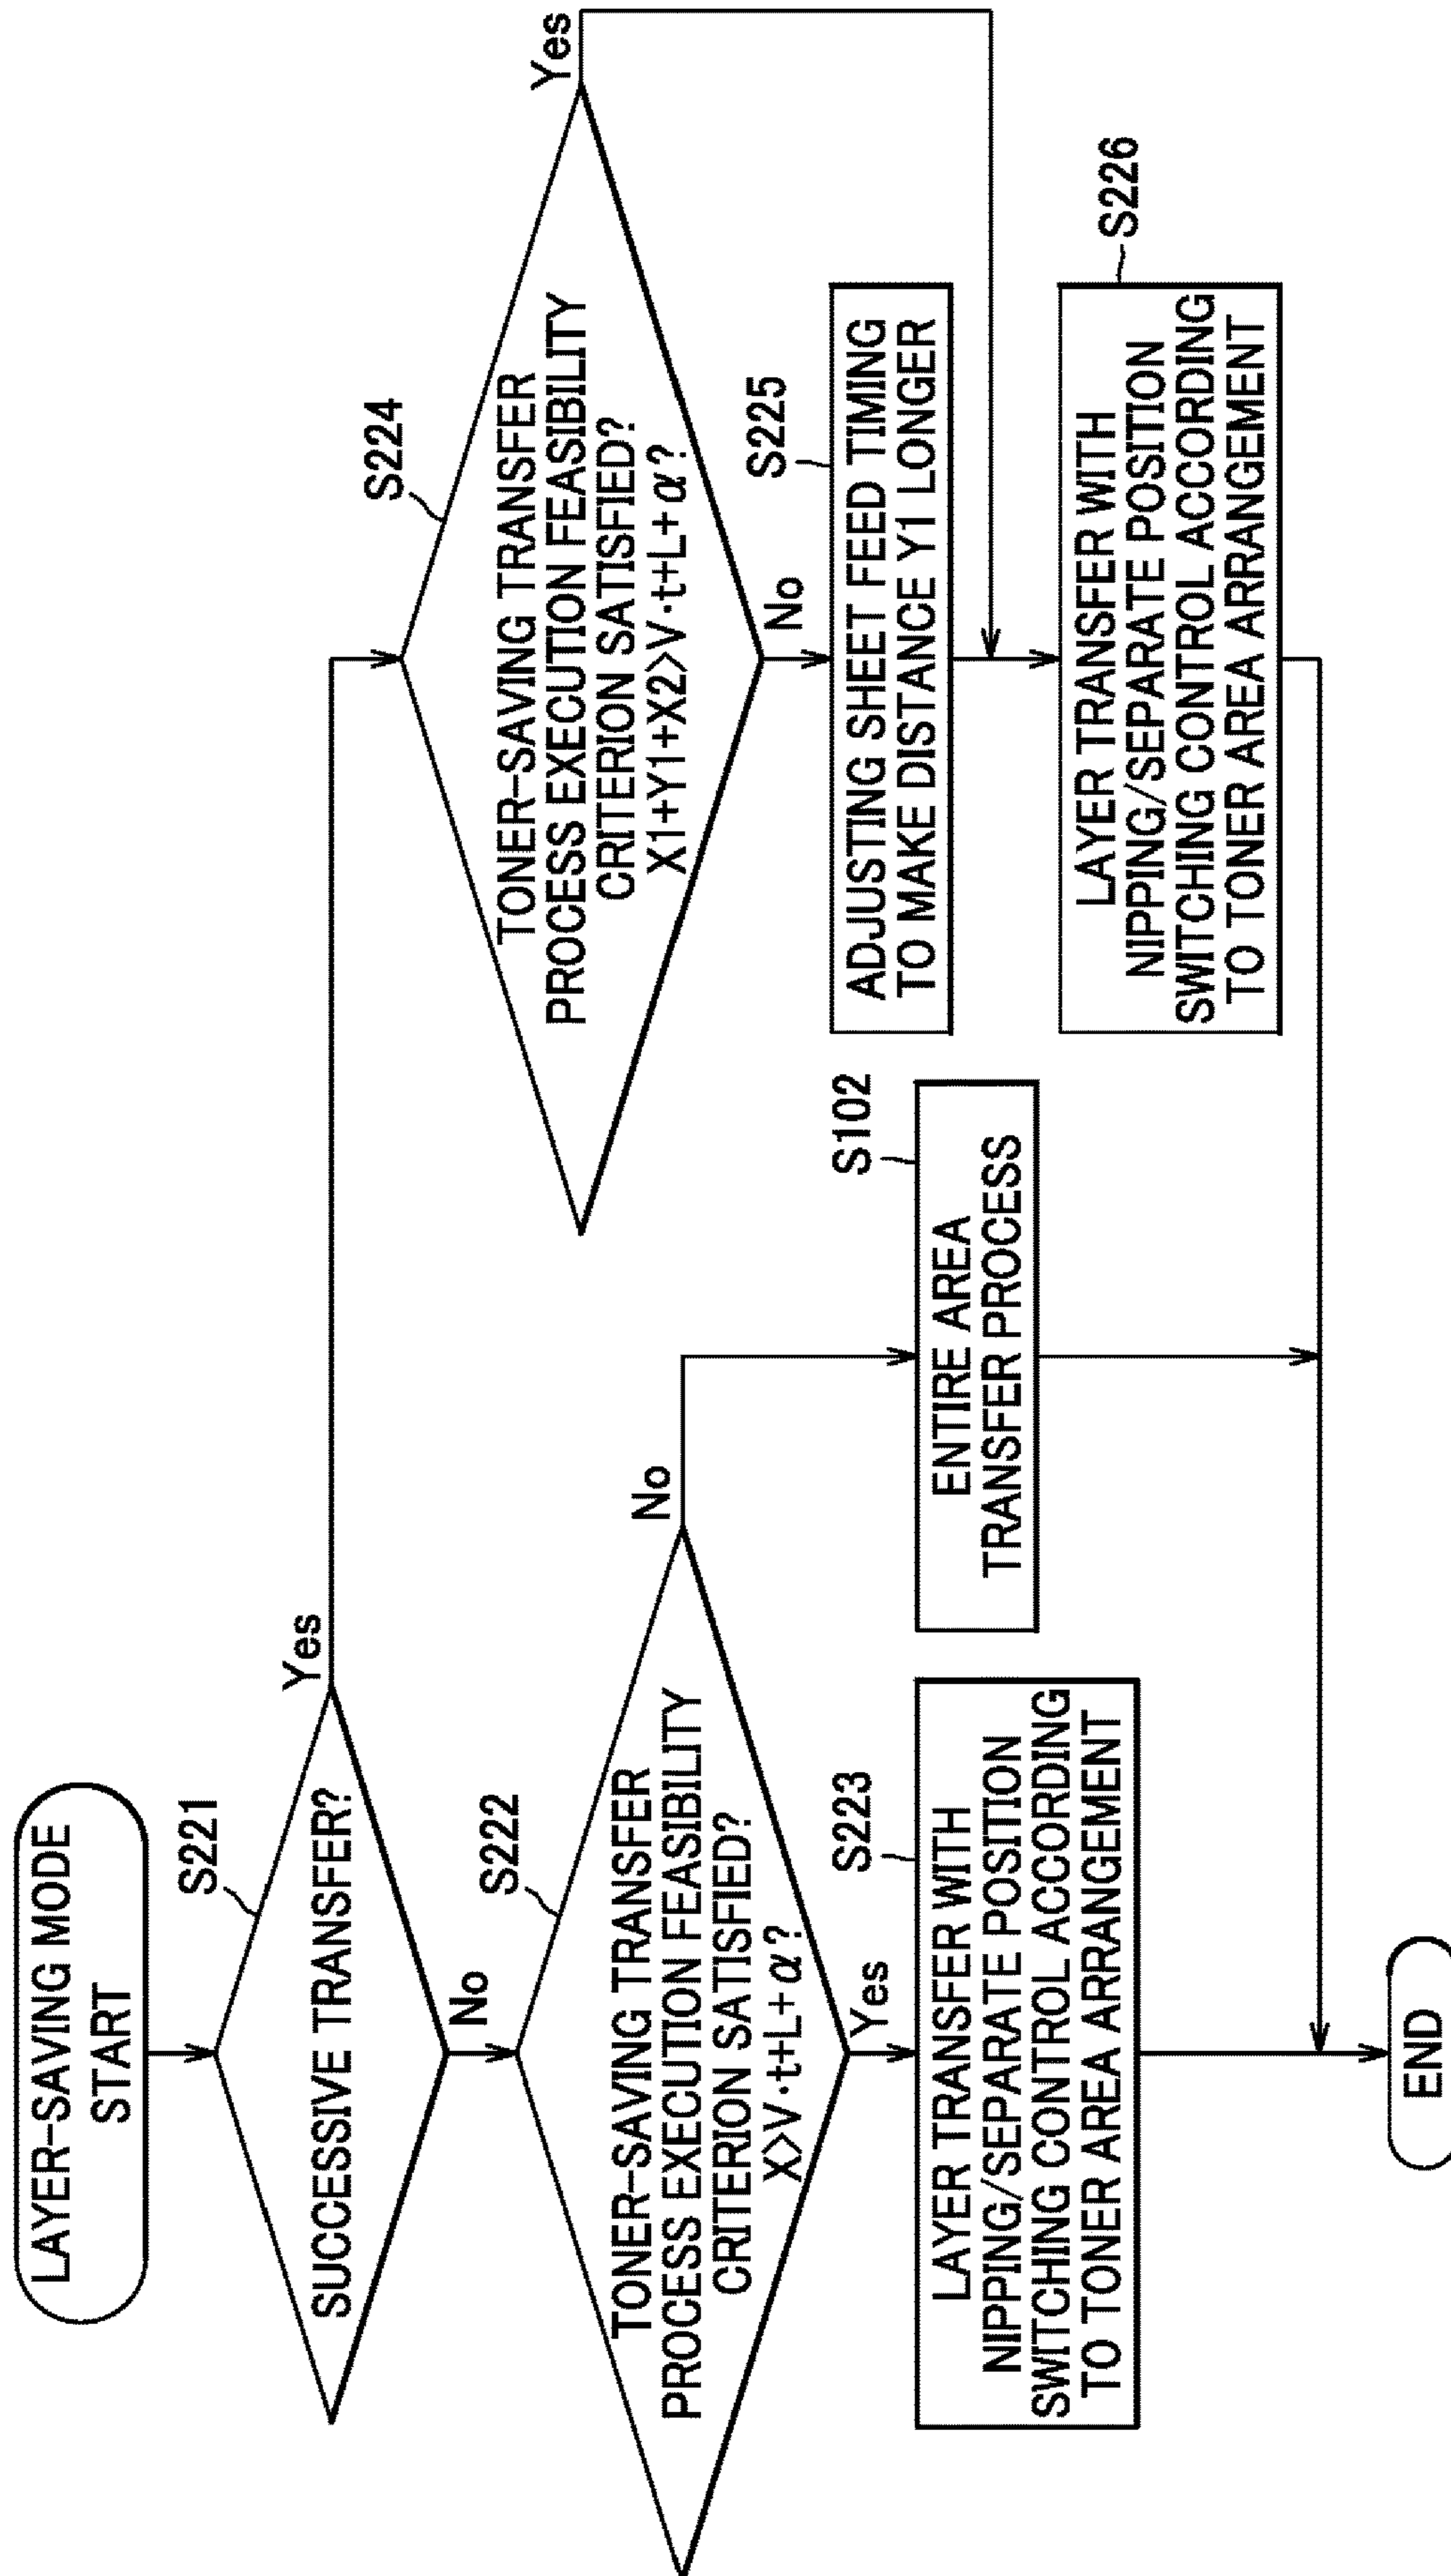 LAYER-SAVING MODE
START
S221
SUCCESSIVE TRANSFER?
Yes
No
S222
TONER-SAVING TRANSFER
PROCESS EXECUTION FEASIBILITY
CRITERION SATISFIED?
X>V·t+L+α?
No
Yes
S223
LAYER TRANSFER WITH
NIPPING/SEPARATE POSITION
SWITCHING CONTROL ACCORDING
TO TONER AREA ARRANGEMENT
S102
ENTIRE AREA
TRANSFER PROCESS
S224
TONER-SAVING TRANSFER
PROCESS EXECUTION FEASIBILITY
CRITERION SATISFIED?
X1+Y1+X2>V·t+L+α?
Yes
No
S225
ADJUSTING SHEET FEED TIMING
TO MAKE DISTANCE Y1 LONGER
S226
LAYER TRANSFER WITH
NIPPING/SEPARATE POSITION
SWITCHING CONTROL ACCORDING
TO TONER AREA ARRANGEMENT
END